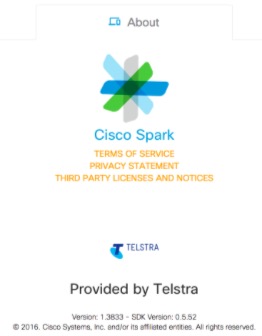 About
Cisco Spark
TERMS OF SERVICE
PRIVACY STATEMENT
THIRD PARTY LICENSES AND NOTICES
TELSTRA
Provided by Telstra
Version: 1.3833 - SDK Version: 0.5.52
© 2016, Cisco Systems, Inc. and/or its affiliated entities. All rights reserved.